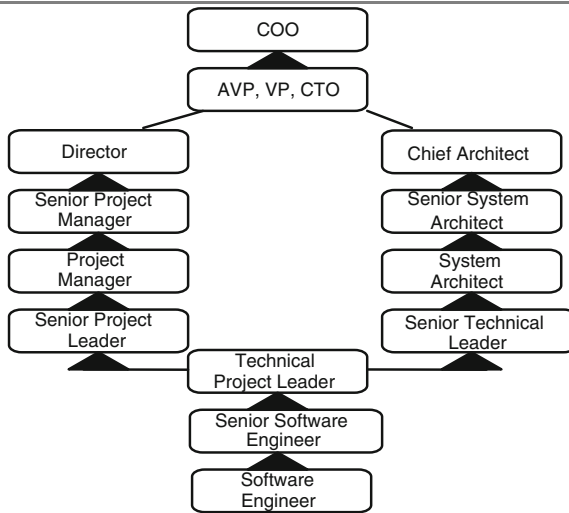 COO
AVP, VP, CTO
Director
Chief Architect
Senior Project
Manager
Senior System
Architect
Project
Manager
System
Architect
Senior Project
Leader
Senior Technical
Leader
Technical
Project Leader
Senior Software
Engineer
Software
Engineer